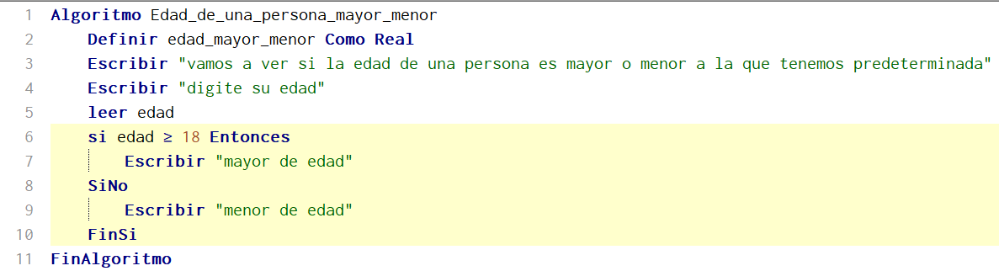 1 Algoritmo Edad_de_una_persona_mayor_menor
2 Definir edad_mayor_menor Como Real
3 Escribir "vamos a ver si la edad de una persona es mayor o menor a la que tenemos predeterminada"
4 Escribir "digite su edad"
5 leer edad
6 si edad ≥ 18 Entonces
7 Escribir "mayor de edad"
8 SiNo
9 Escribir "menor de edad"
10 FinSi
11 FinAlgoritmo